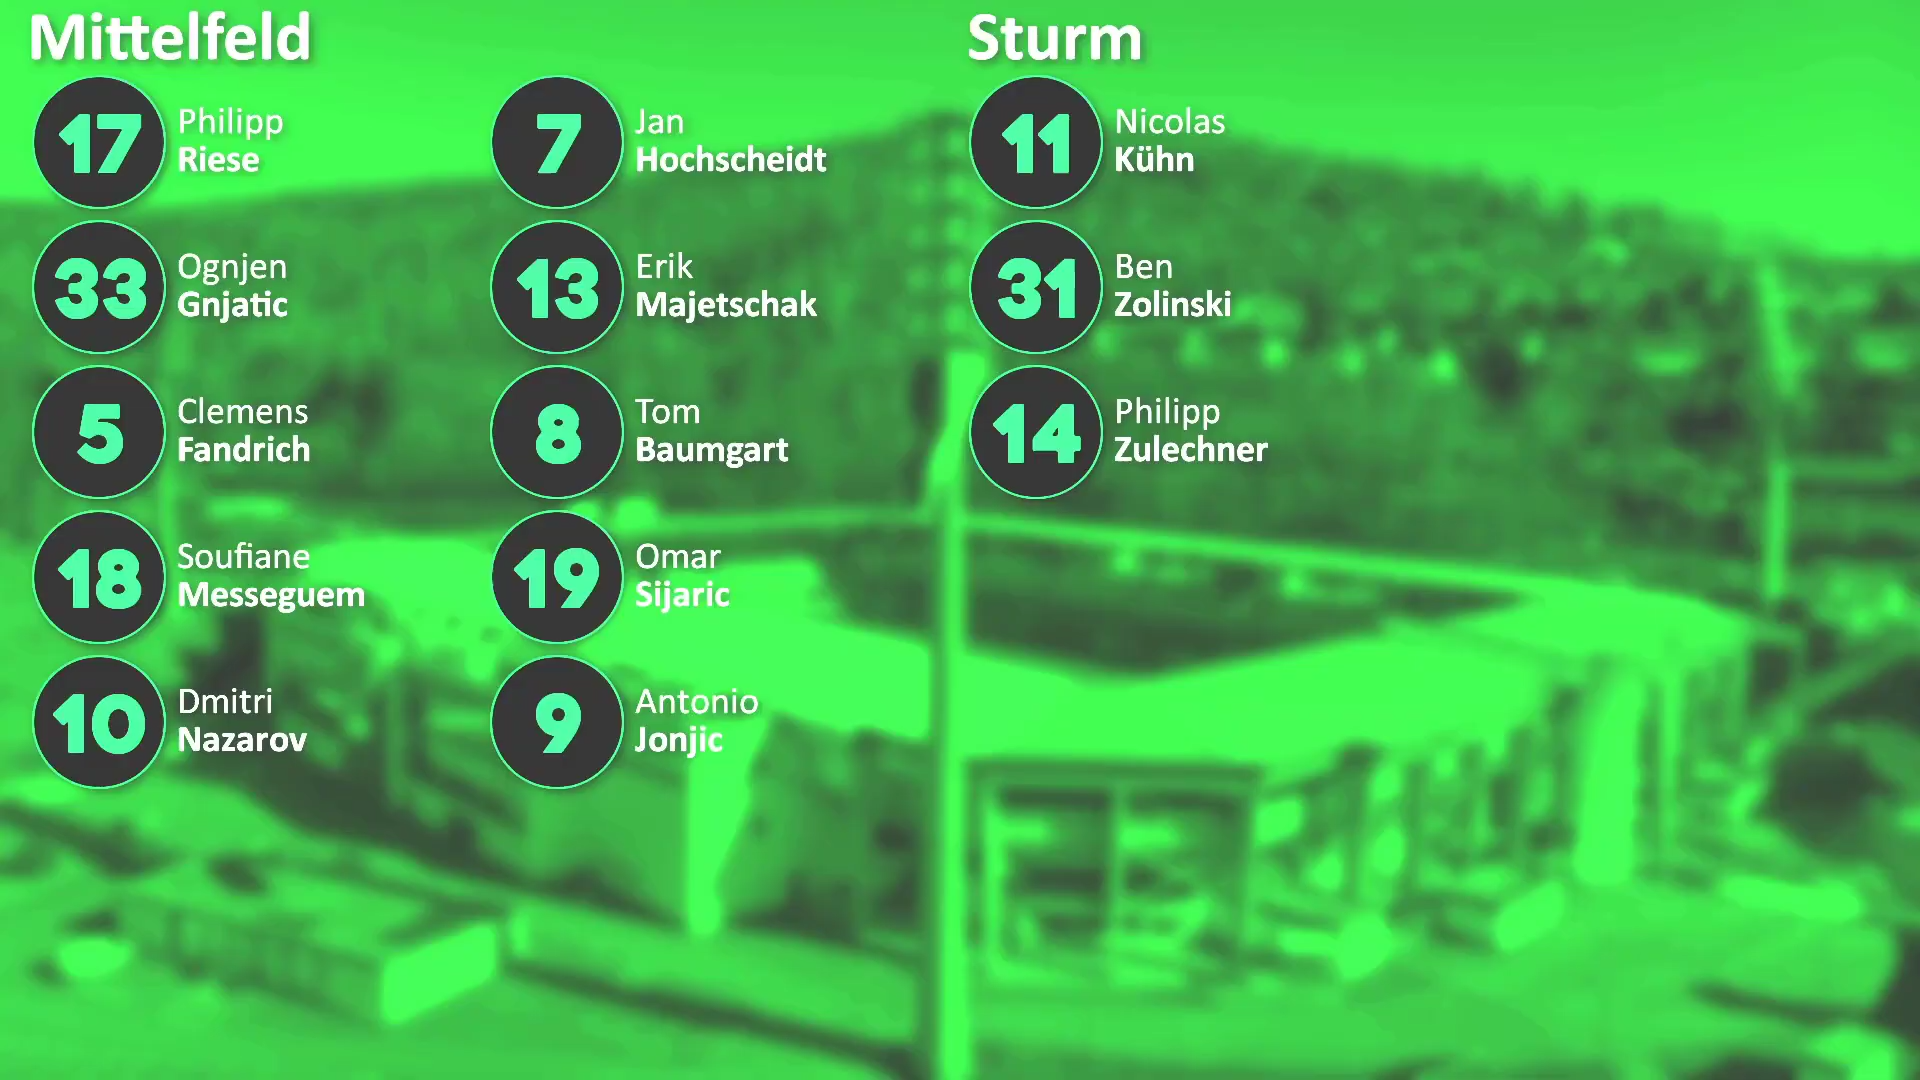 Mittelfeld
17
Philipp
Riese
33
Ognjen
Gnjatic
5
Clemens
Fandrich
18
Soufiane
Messeguem
10
Dmitri
Nazarov
7
Jan
Hochscheidt
13
Erik
Majetschak
8
Tom
Baumgart
19
Omar
Sijaric
9
Antonio
Jonjic
Sturm
11
Nicolas
Kühn
31
Ben
Zolinski
14
Philipp
Zulechner